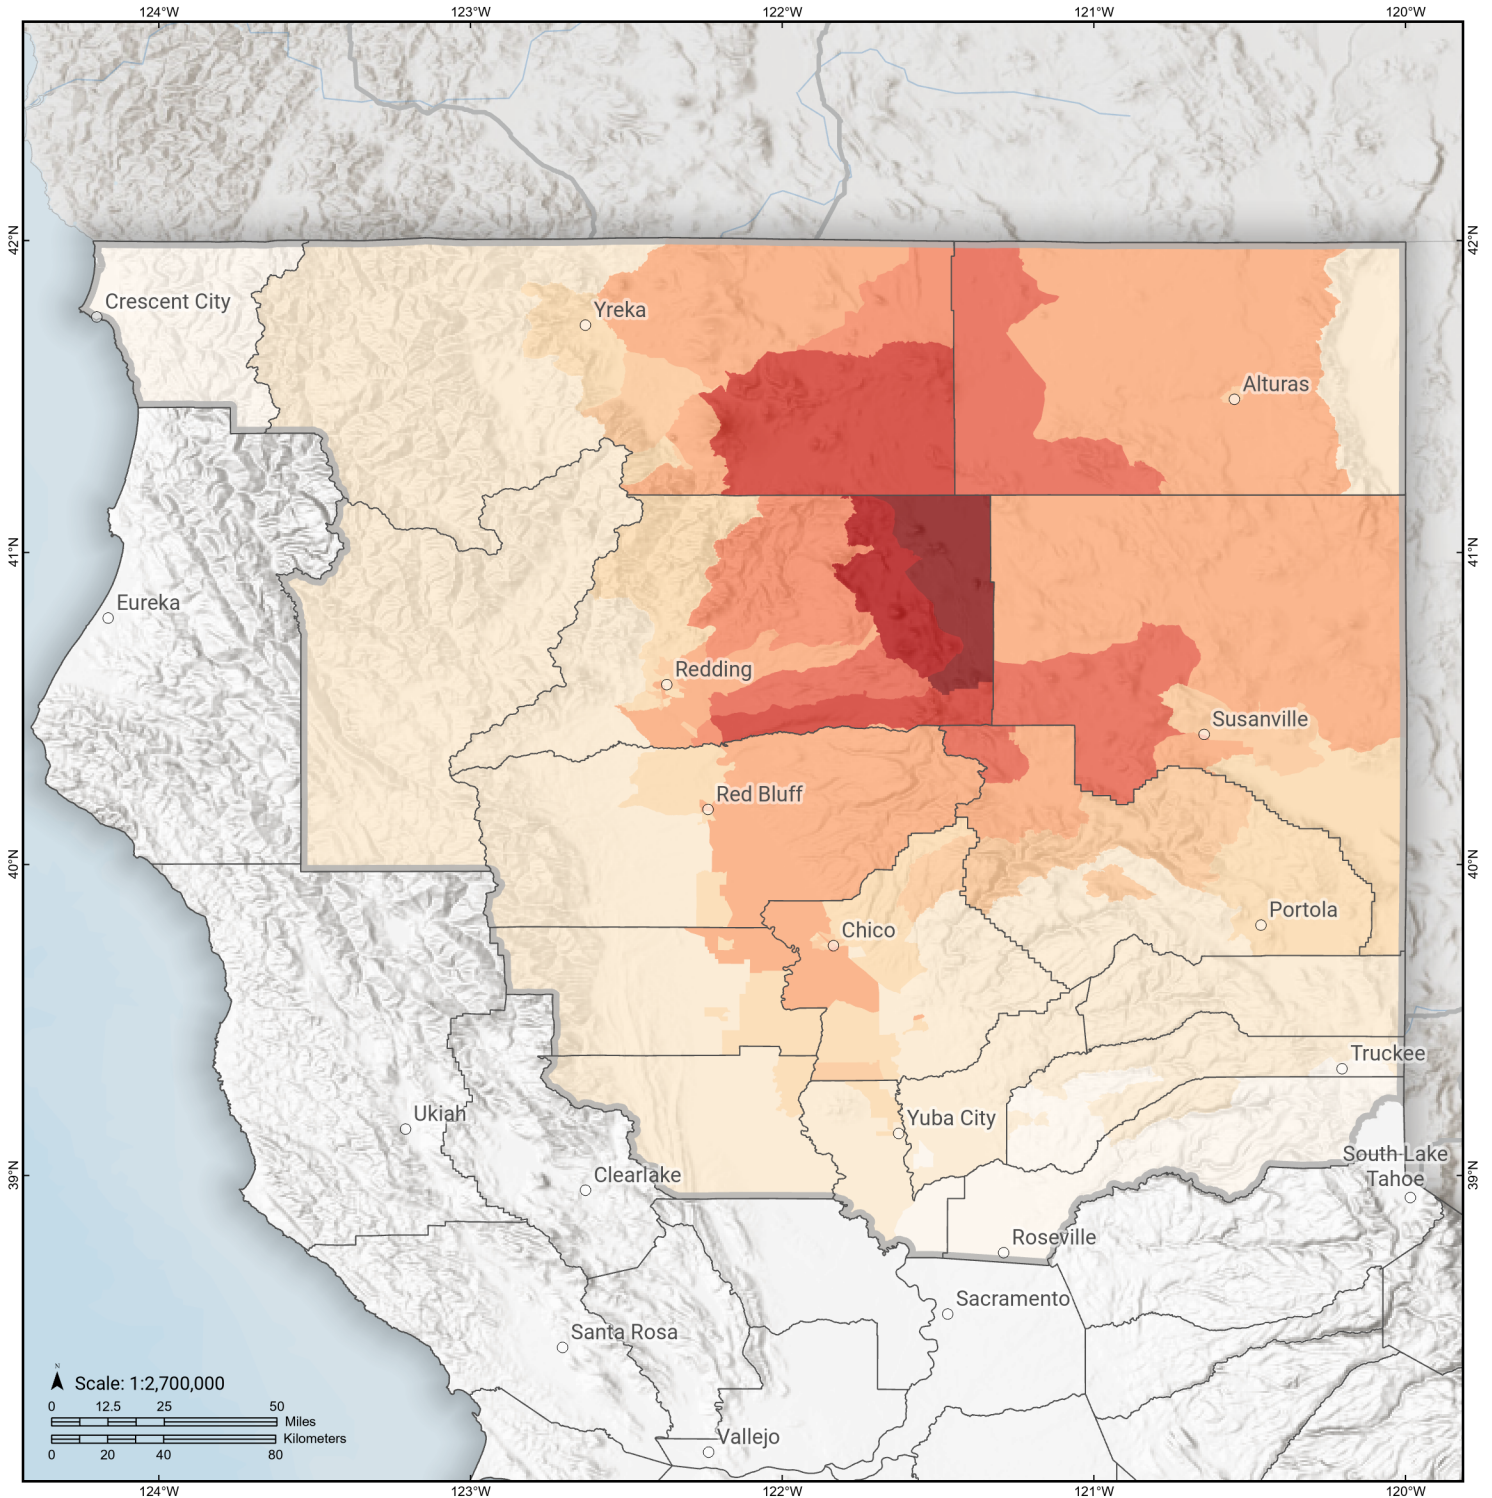 124°W 123°W 122°W 121°W 120°W
42°N 42°N
Crescent City
Yreka
Alturas
41°N 41°N
Eureka
Redding
Susanville
Red Bluff
40°N 40°N
Portola
Chico
Truckee
Ukiah
Yuba City
South Lake
Tahoe
39°N 39°N
Clearlake
Roseville
Sacramento
Santa Rosa
N
Scale: 1:2,700,000
0 12.5 25 50
Miles
Kilometers
0 20 40 80
Vallejo
124°W 123°W 122°W 121°W 120°W